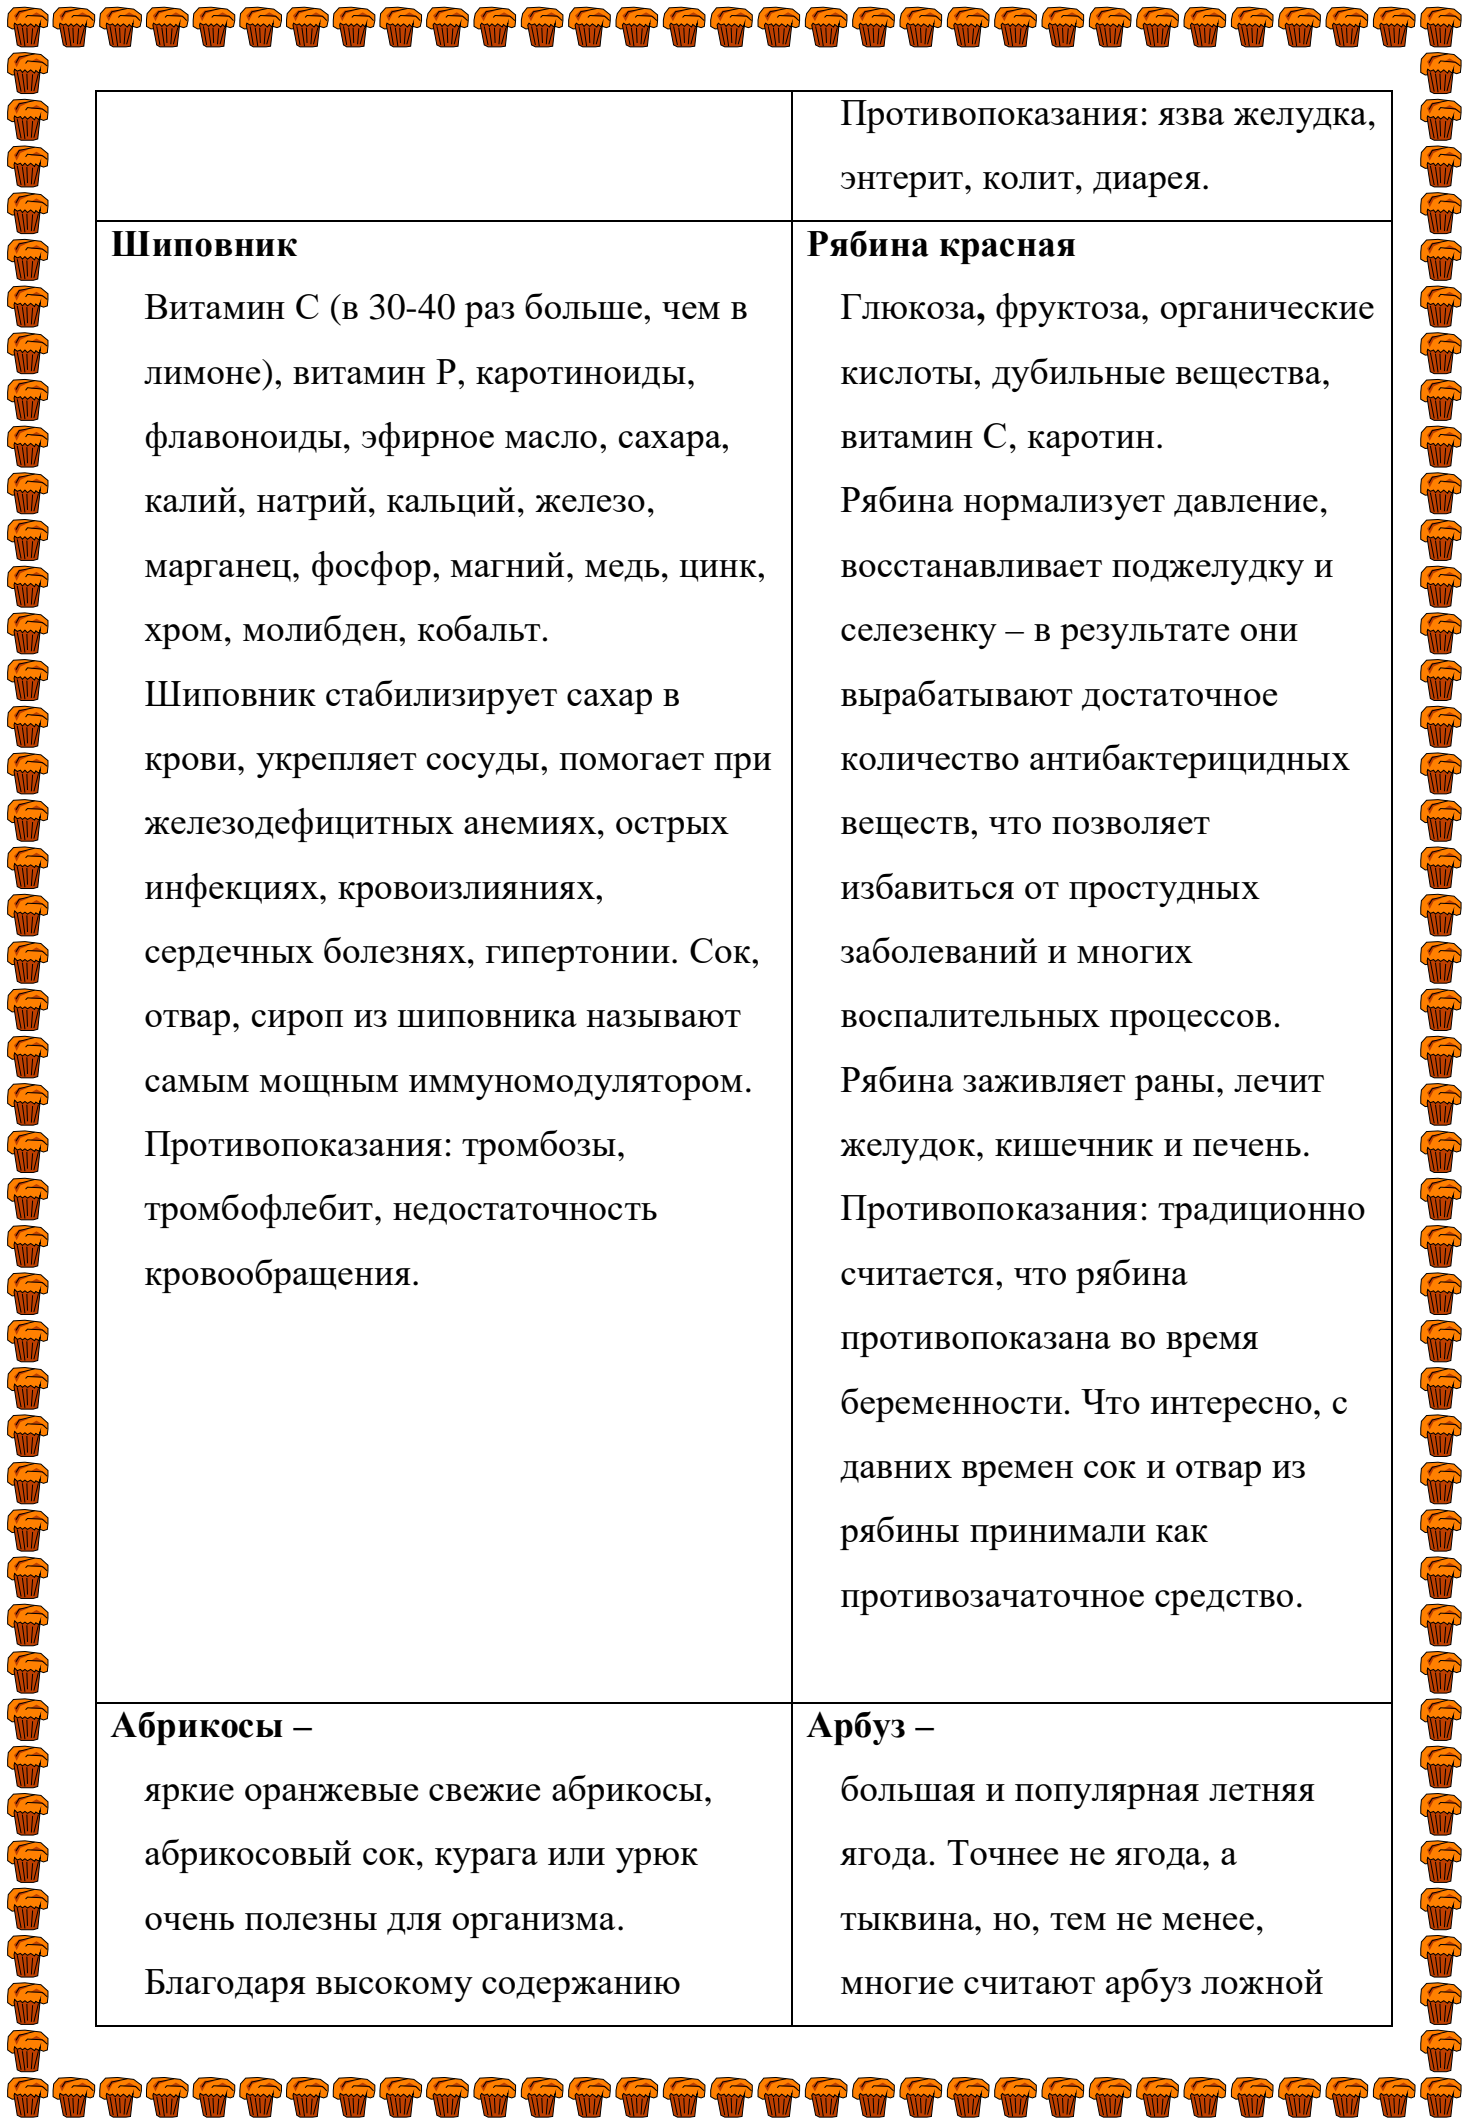 Противопоказания: язва желудка,
энтерит, колит, диарея.
Шиповник
Витамин С (в 30-40 раз больше, чем в
лимоне), витамин Р, каротиноиды,
флавоноиды, эфирное масло, сахара,
калий, натрий, кальций, железо,
марганец, фосфор, магний, медь, цинк,
хром, молибден, кобальт.
Шиповник стабилизирует сахар в
крови, укрепляет сосуды, помогает при
железодефицитных анемиях, острых
инфекциях, кровоизлияниях,
сердечных болезнях, гипертонии. Сок,
отвар, сироп из шиповника называют
самым мощным иммуномодулятором.
Противопоказания: тромбозы,
тромбофлебит, недостаточность
кровообращения.
Рябина красная
Глюкоза, фруктоза, органические
кислоты, дубильные вещества,
витамин С, каротин.
Рябина нормализует давление,
восстанавливает поджелудку и
селезенку – в результате они
вырабатывают достаточное
количество антибактерицидных
веществ, что позволяет
избавиться от простудных
заболеваний и многих
воспалительных процессов.
Рябина заживляет раны, лечит
желудок, кишечник и печень.
Противопоказания: традиционно
считается, что рябина
противопоказана во время
беременности. Что интересно, с
давних времен сок и отвар из
рябины принимали как
противозачаточное средство.
Абрикосы –
яркие оранжевые свежие абрикосы,
абрикосовый сок, курага или урюк
очень полезны для организма.
Благодаря высокому содержанию
Арбуз –
большая и популярная летняя
ягода. Точнее не ягода, а
тыквина, но, тем не менее,
многие считают арбуз ложной